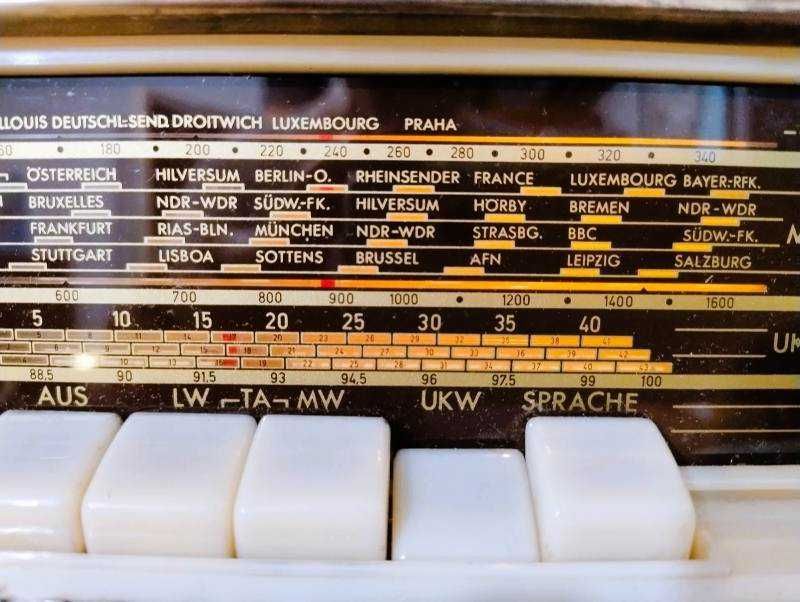 LLOUIS DEUTSCHL-SEND. DROITWICH LUXEMBOURG PRAHA
60 180 200 220 240 260 280 300 320 340
ÖSTERREICH HILVERSUM BERLIN-O. RHEINSENDER FRANCE LUXEMBOURG BAYER-RFK.
BRUXELLES NDR-WDR SÜDW.-FK. HILVERSUM HÖRBY BREMEN NDR-WDR
FRANKFURT RIAS-BLN. MÜNCHEN NDR-WDR STRASBG. BBC SÜDW.-FK. M
STUTTGART LISBOA SOTTENS BRUSSEL AFN LEIPZIG SALZBURG
600 700 800 900 1000 1200 1400 1600
5 10 15 20 25 30 35 40
88.5 90 91.5 93 94.5 96 97.5 99 100
AUS LW TA MW UKW SPRACHE